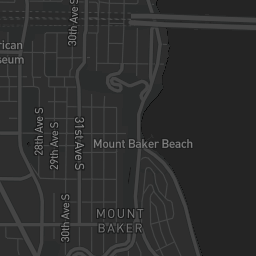 30th Ave S
rican
seum
28th Ave S
29th Ave S
31st Ave S
Mount Baker Beach
30th Ave S
MOUNT
BAKER